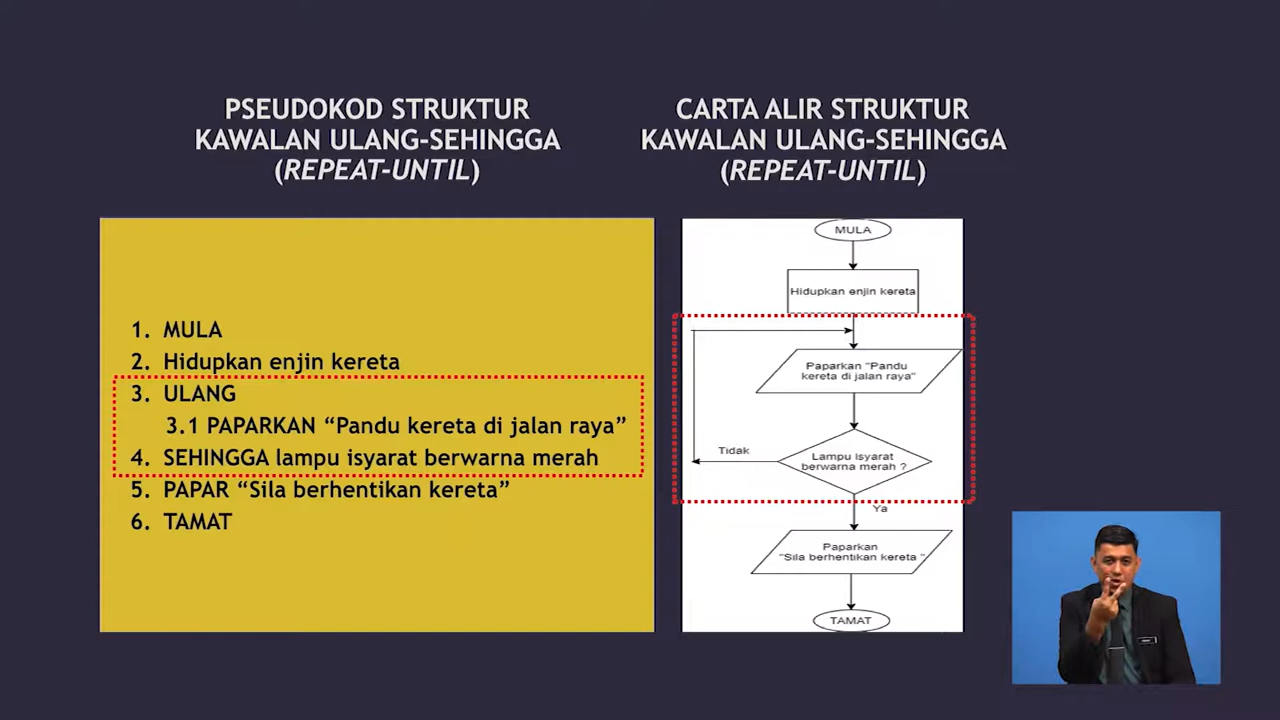 PSEUDOKOD STRUKTUR
KAWALAN ULANG-SEHINGGA
(REPEAT-UNTIL)
1. MULA
2. Hidupkan enjin kereta
3. ULANG
3.1 PAPARKAN “Pandu kereta di jalan raya”
4. SEHINGGA lampu isyarat berwarna merah
5. PAPAR “Sila berhentikan kereta”
6. TAMAT
CARTA ALIR STRUKTUR
KAWALAN ULANG-SEHINGGA
(REPEAT-UNTIL)
MULA
Hidupkan enjin kereta
Paparkan "Pandu
kereta di jalan raya"
Tidak
Lampu isyarat
berwarna merah ?
Ya
Paparkan
"Sila berhentikan kereta "
TAMAT